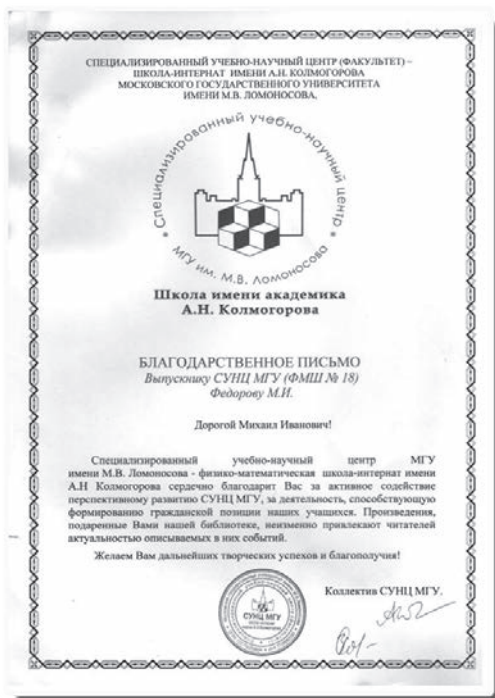 СПЕЦИАЛИЗИРОВАННЫЙ УЧЕБНО-НАУЧНЫЙ ЦЕНТР (ФАКУЛЬТЕТ) –
ШКОЛА-ИНТЕРНАТ ИМЕНИ А.Н. КОЛМОГОРОВА
МОСКОВСКОГО ГОСУДАРСТВЕННОГО УНИВЕРСИТЕТА
ИМЕНИ М.В. ЛОМОНОСОВА,
Специализированный учебно-научный центр
МГУ им. М.В. Ломоносова
Школа имени академика
А.Н. Колмогорова
БЛАГОДАРСТВЕННОЕ ПИСЬМО
Выпускнику СУНЦ МГУ (ФМШ № 18)
Федорову М.И.
Дорогой Михаил Иванович!
Специализированный учебно-научный центр МГУ
имени М.В. Ломоносова - физико-математическая школа-интернат имени
А.Н Колмогорова сердечно благодарит Вас за активное содействие
перспективному развитию СУНЦ МГУ, за деятельность, способствующую
формированию гражданской позиции наших учащихся. Произведения,
подаренные Вами нашей библиотеке, неизменно привлекают читателей
актуальностью описываемых в них событий.
Желаем Вам дальнейших творческих успехов и благополучия!
Коллектив СУНЦ МГУ.
СУНЦ МГУ